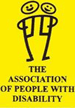 THE
ASSOCIATION
OF PEOPLE WITH
DISABILITY